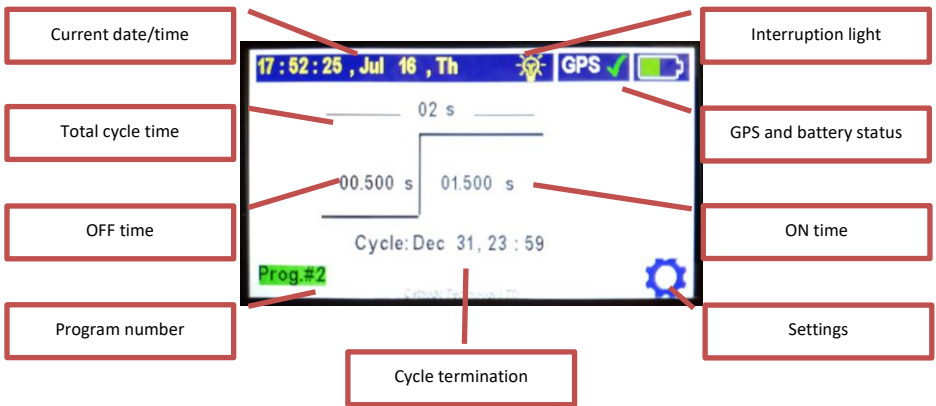 Current date/time
Interruption light
17:52:25 , Jul 16 , Th GPS
02 s
Total cycle time
GPS and battery status
00.500 s 01.500 s
OFF time
ON time
Cycle: Dec 31, 23 : 59
Prog.#2
Program number
Settings
Cycle termination